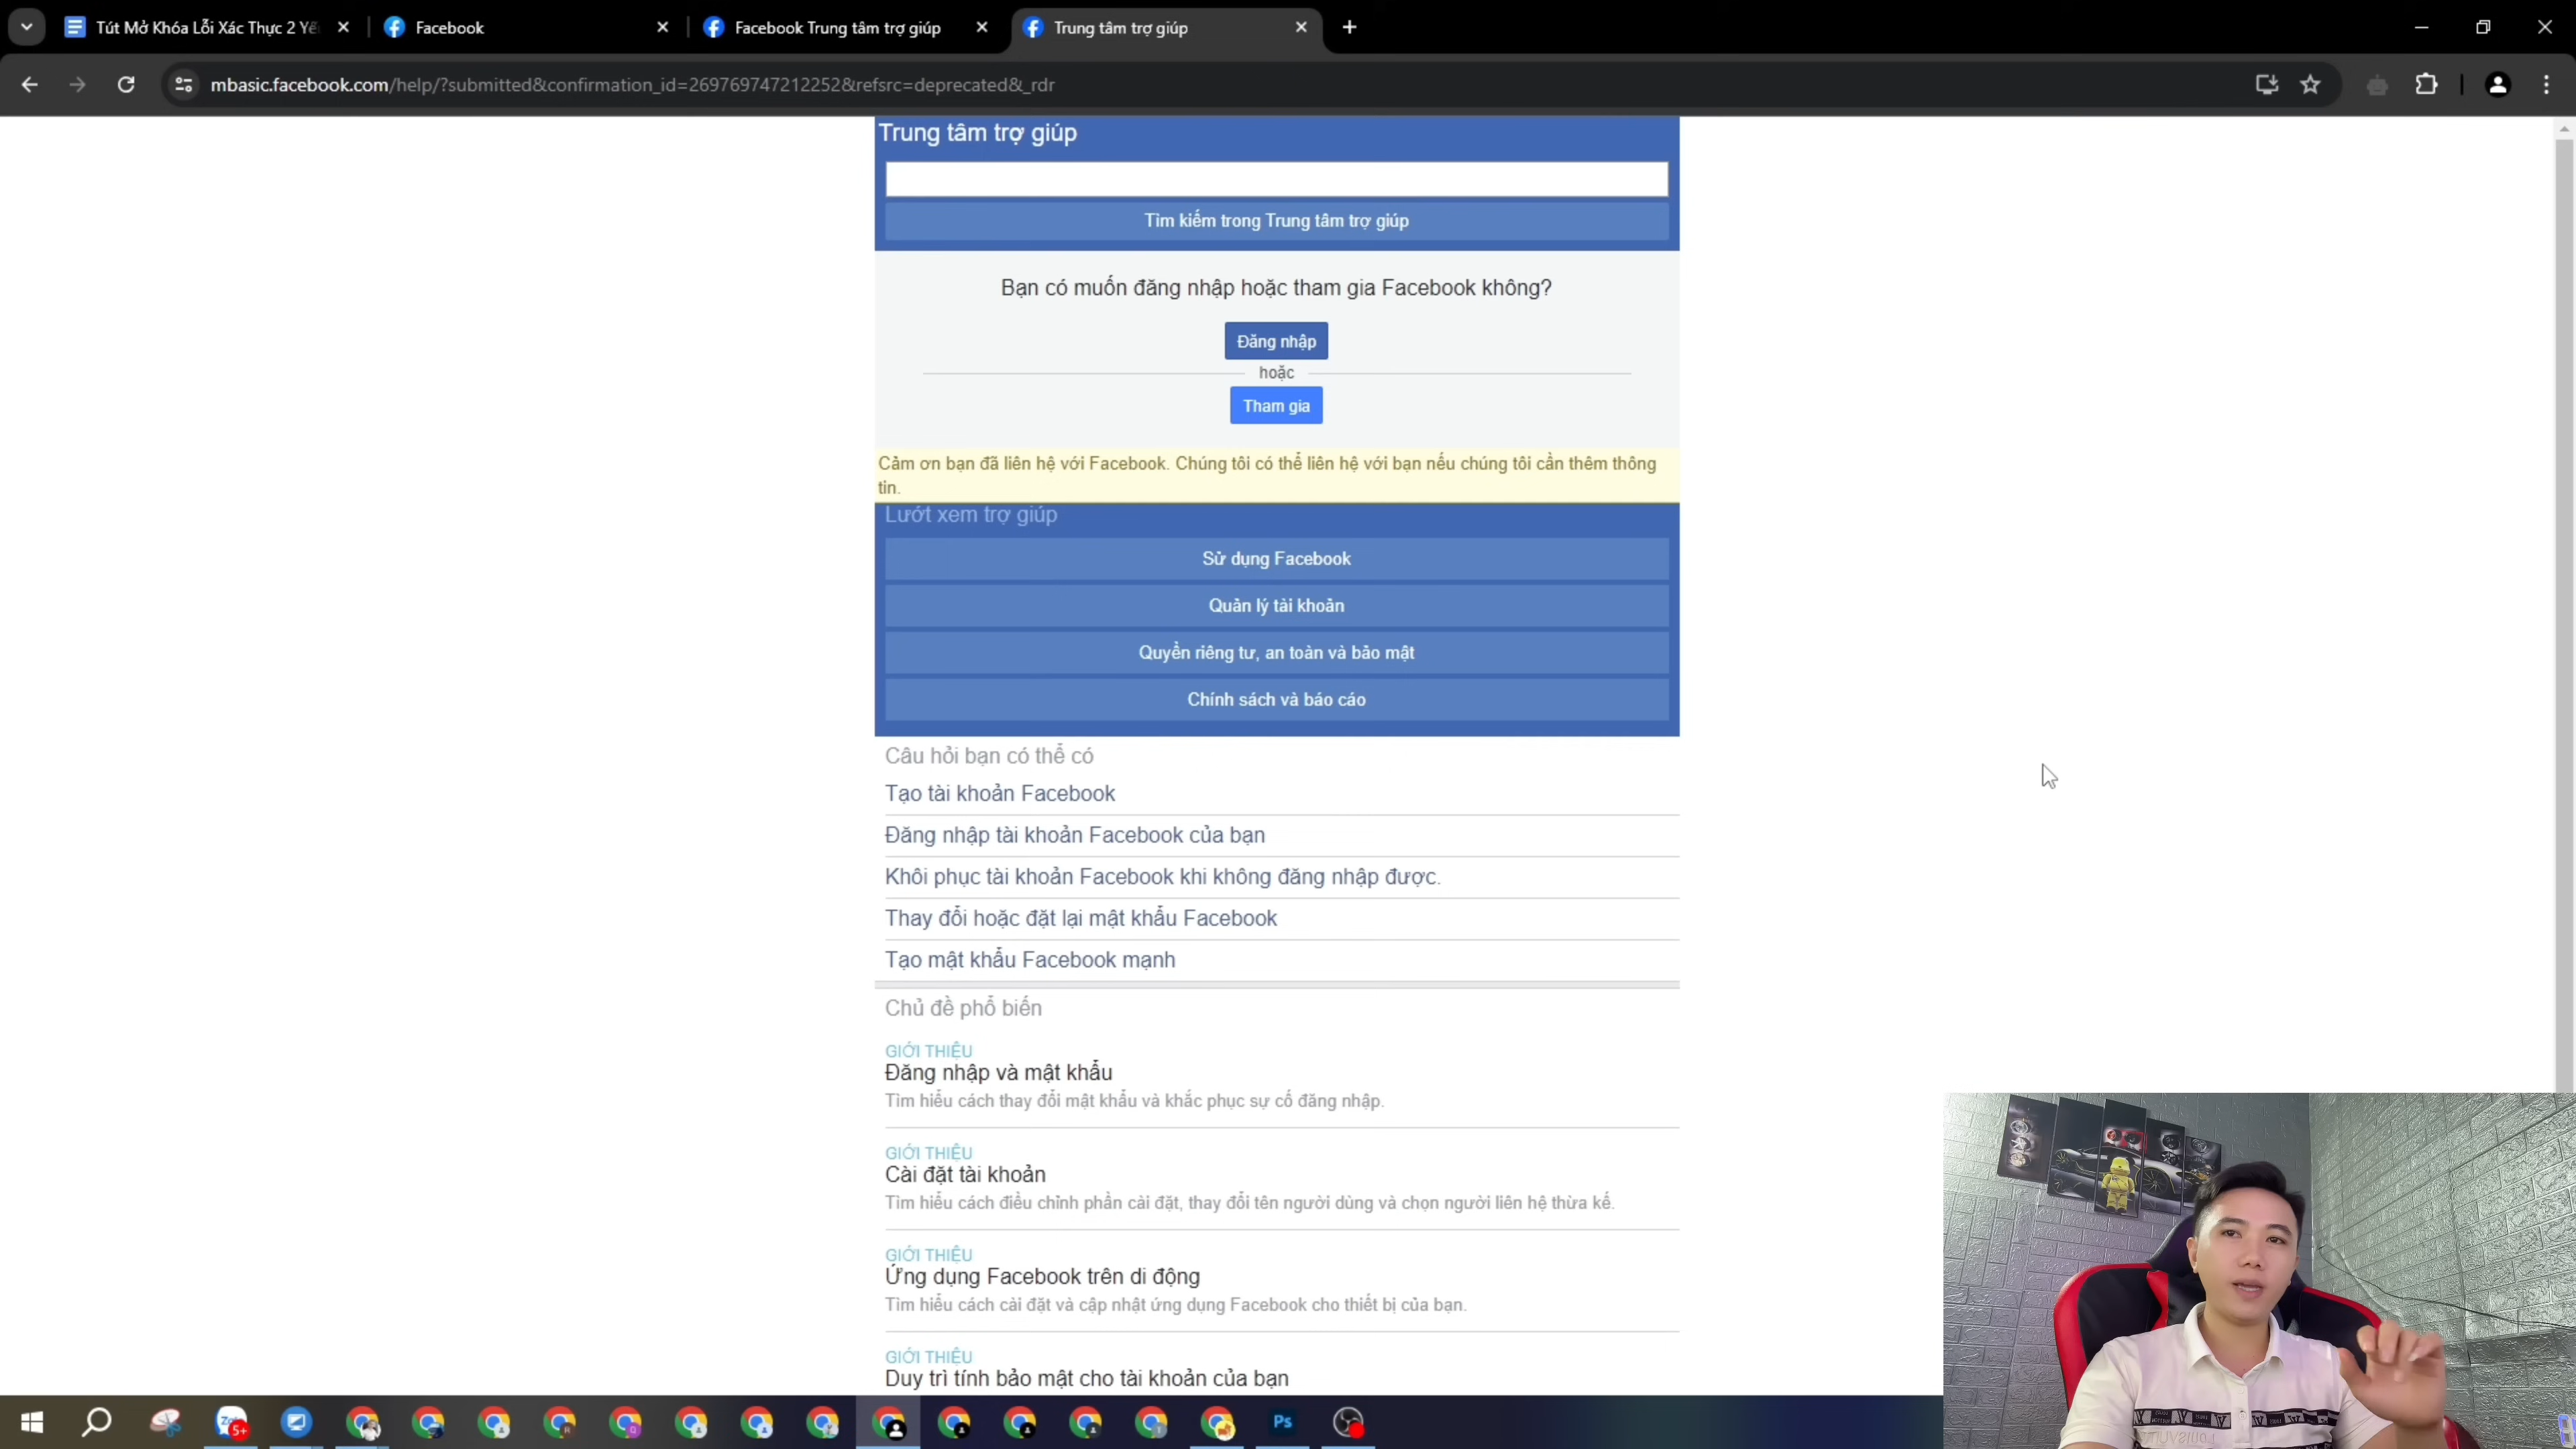 Tút Mở Khóa Lỗi Xác Thực 2 Yế
Facebook
Facebook Trung tâm trợ giúp
Trung tâm trợ giúp
mbasic.facebook.com/help/?submitted&confirmation_id=269769747212252&refsrc=deprecated&_rdr
Trung tâm trợ giúp
Tìm kiếm trong Trung tâm trợ giúp
Bạn có muốn đăng nhập hoặc tham gia Facebook không?
Đăng nhập
hoặc
Tham gia
Cảm ơn bạn đã liên hệ với Facebook. Chúng tôi có thể liên hệ với bạn nếu chúng tôi cần thêm thông
tin.
Lướt xem trợ giúp
Sử dụng Facebook
Quản lý tài khoản
Quyền riêng tư, an toàn và bảo mật
Chính sách và báo cáo
Câu hỏi bạn có thể có
Tạo tài khoản Facebook
Đăng nhập tài khoản Facebook của bạn
Khôi phục tài khoản Facebook khi không đăng nhập được.
Thay đổi hoặc đặt lại mật khẩu Facebook
Tạo mật khẩu Facebook mạnh
Chủ đề phổ biến
GIỚI THIỆU
Đăng nhập và mật khẩu
Tìm hiểu cách thay đổi mật khẩu và khắc phục sự cố đăng nhập.
GIỚI THIỆU
Cài đặt tài khoản
Tìm hiểu cách điều chỉnh phần cài đặt, thay đổi tên người dùng và chọn người liên hệ thừa kế.
GIỚI THIỆU
Ứng dụng Facebook trên di động
Tìm hiểu cách cài đặt và cập nhật ứng dụng Facebook cho thiết bị của bạn.
GIỚI THIỆU
Duy trì tính bảo mật cho tài khoản của bạn
5+
Ps